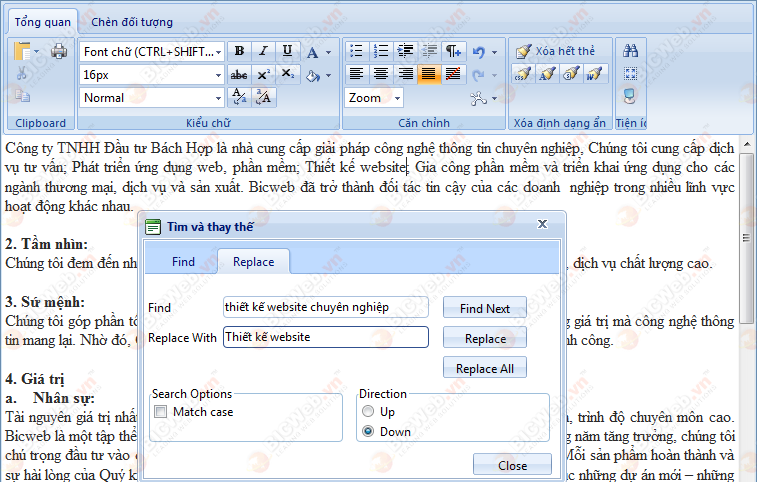 Tổng quan Chèn đối tượng
Font chữ (CTRL+SHIFT... B I U A Xóa hết thẻ
16px abc x² x₂
Normal Zoom
Clipboard Kiểu chữ Căn chỉnh Xóa định dạng ẩn Tiện íc
Công ty TNHH Đầu tư Bách Hợp là nhà cung cấp giải pháp công nghệ thông tin chuyên nghiệp, Chúng tôi cung cấp dịch
vụ tư vấn; Phát triển ứng dụng web, phần mềm; Thiết kế website, Gia công phần mềm và triển khai ứng dụng cho các
ngành thương mại, dịch vụ và sản xuất. Bicweb đã trở thành đối tác tin cậy của các doanh nghiệp trong nhiều lĩnh vực
hoạt động khác nhau.
2. Tầm nhìn:
Chúng tôi đem đến nh , dịch vụ chất lượng cao.
3. Sứ mệnh:
Chúng tôi góp phần tố g giá trị mà công nghệ thông
tin mang lại. Nhờ đó, nh công.
4. Giá trị
a. Nhân sự:
Tài nguyên giá trị nhấ , trình độ chuyên môn cao.
Bicweb là một tập thể g năm tăng trưởng, chúng tôi
chú trọng đầu tư vào Mỗi sản phẩm hoàn thành và
sự hài lòng của Quý k ục những dự án mới – những
Tìm và thay thế X
Find Replace
Find thiết kế website chuyên nghiệp Find Next
Replace With Thiết kế website Replace
Replace All
Search Options Direction
Match case Up
Down
Close
BICWeb.vn